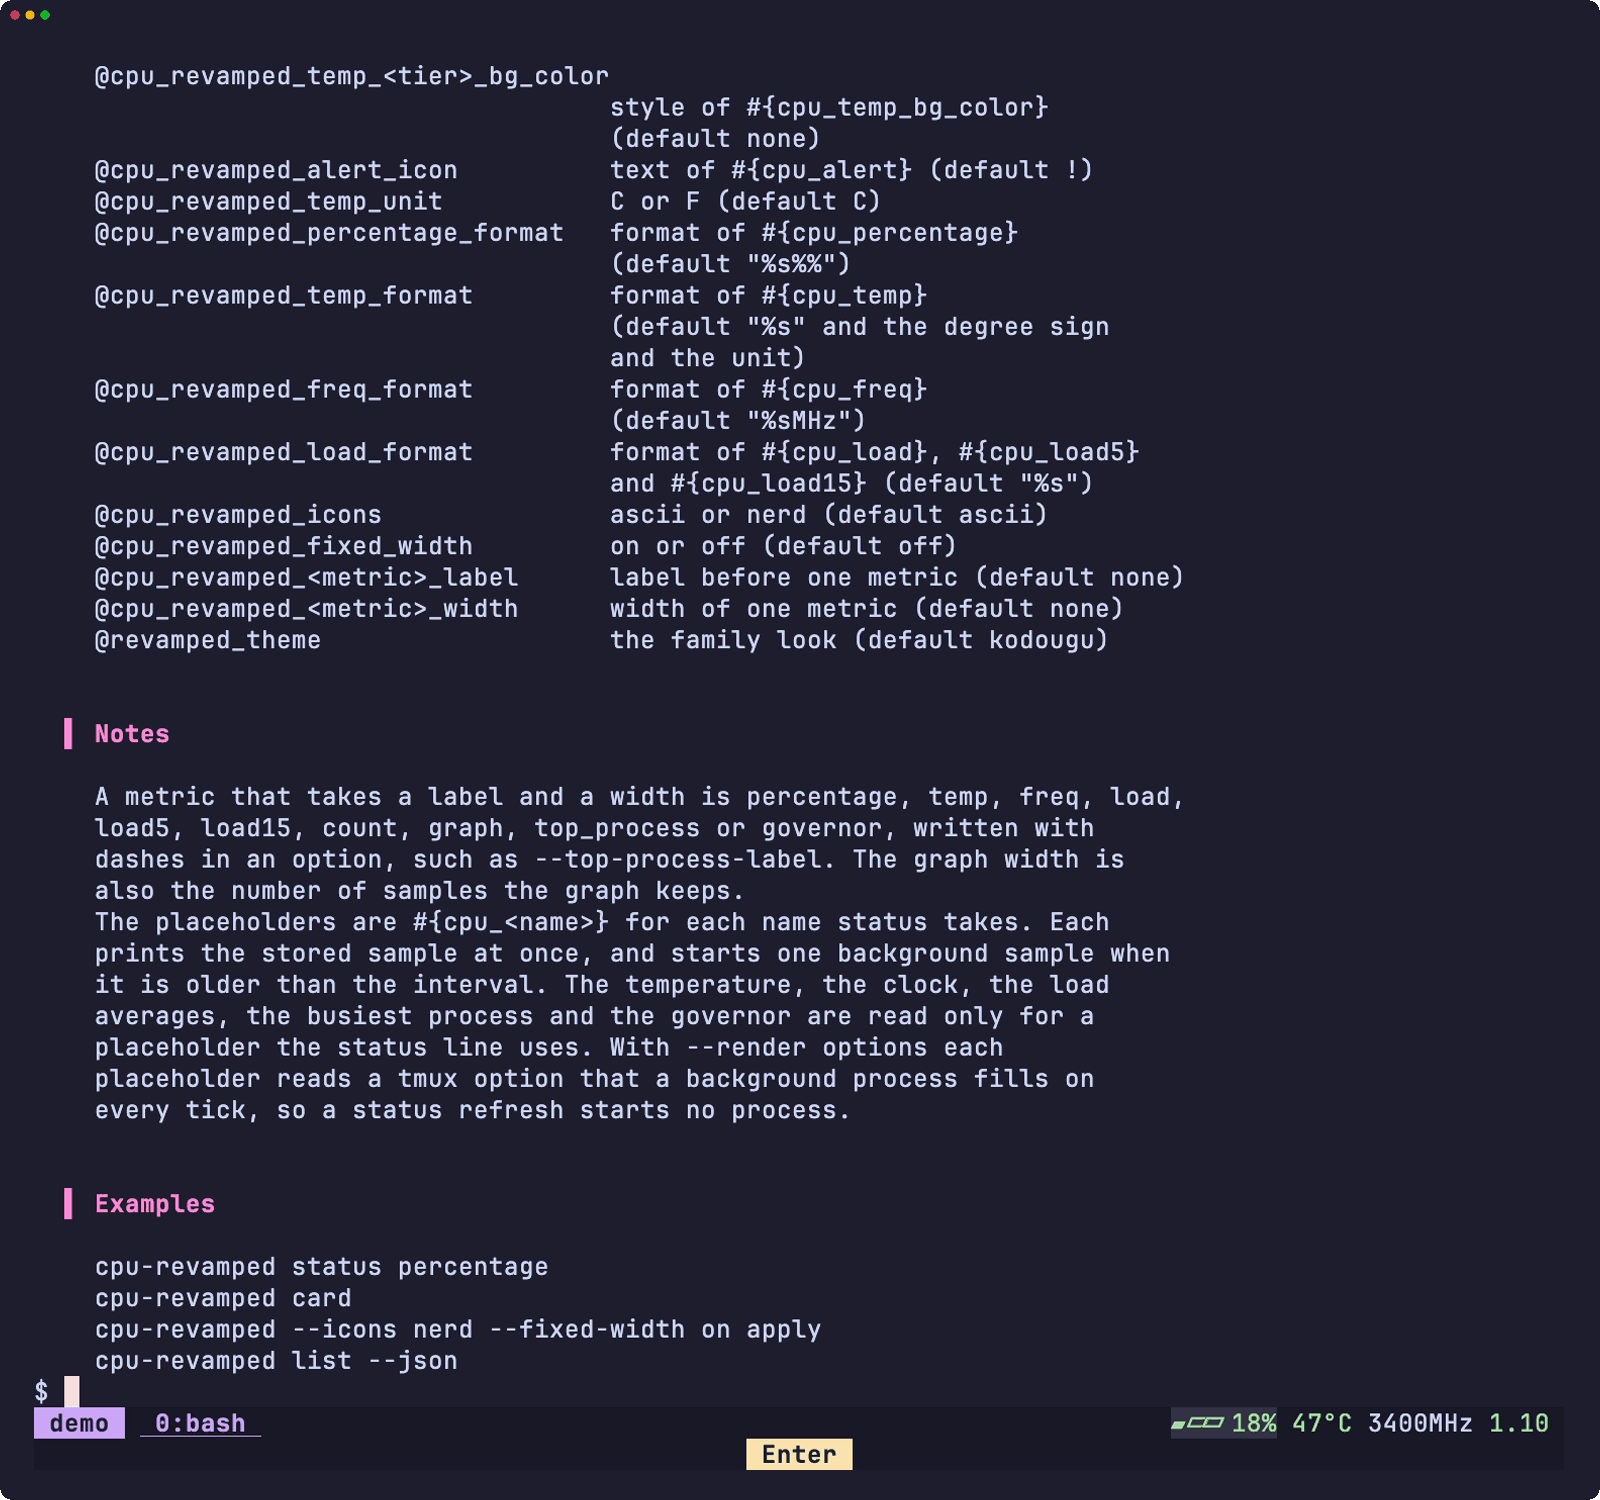 @cpu_revamped_temp_<tier>_bg_color
style of #{cpu_temp_bg_color}
(default none)
@cpu_revamped_alert_icon text of #{cpu_alert} (default !)
@cpu_revamped_temp_unit C or F (default C)
@cpu_revamped_percentage_format format of #{cpu_percentage}
(default "%s%%")
@cpu_revamped_temp_format format of #{cpu_temp}
(default "%s" and the degree sign
and the unit)
@cpu_revamped_freq_format format of #{cpu_freq}
(default "%sMHz")
@cpu_revamped_load_format format of #{cpu_load}, #{cpu_load5}
and #{cpu_load15} (default "%s")
@cpu_revamped_icons ascii or nerd (default ascii)
@cpu_revamped_fixed_width on or off (default off)
@cpu_revamped_<metric>_label label before one metric (default none)
@cpu_revamped_<metric>_width width of one metric (default none)
@revamped_theme the family look (default kodougu)
Notes
A metric that takes a label and a width is percentage, temp, freq, load,
load5, load15, count, graph, top_process or governor, written with
dashes in an option, such as --top-process-label. The graph width is
also the number of samples the graph keeps.
The placeholders are #{cpu_<name>} for each name status takes. Each
prints the stored sample at once, and starts one background sample when
it is older than the interval. The temperature, the clock, the load
averages, the busiest process and the governor are read only for a
placeholder the status line uses. With --render options each
placeholder reads a tmux option that a background process fills on
every tick, so a status refresh starts no process.
Examples
cpu-revamped status percentage
cpu-revamped card
cpu-revamped --icons nerd --fixed-width on apply
cpu-revamped list --json
$
demo 0:bash ▰▱▱ 18% 47°C 3400MHz 1.10
Enter